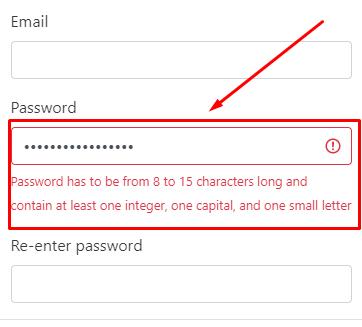 Email
Password
Password has to be from 8 to 15 characters long and
contain at least one integer, one capital, and one small letter
Re-enter password